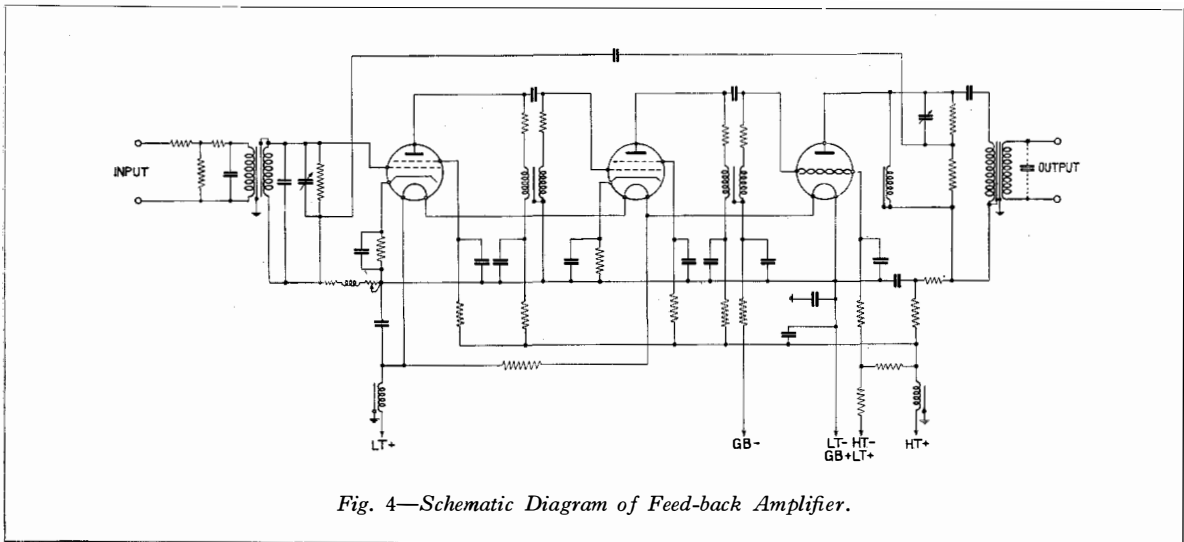 INPUT
OUTPUT
LT+
GB-
LT- HT-
GB+LT+
HT+
Fig. 4—Schematic Diagram of Feed-back Amplifier.